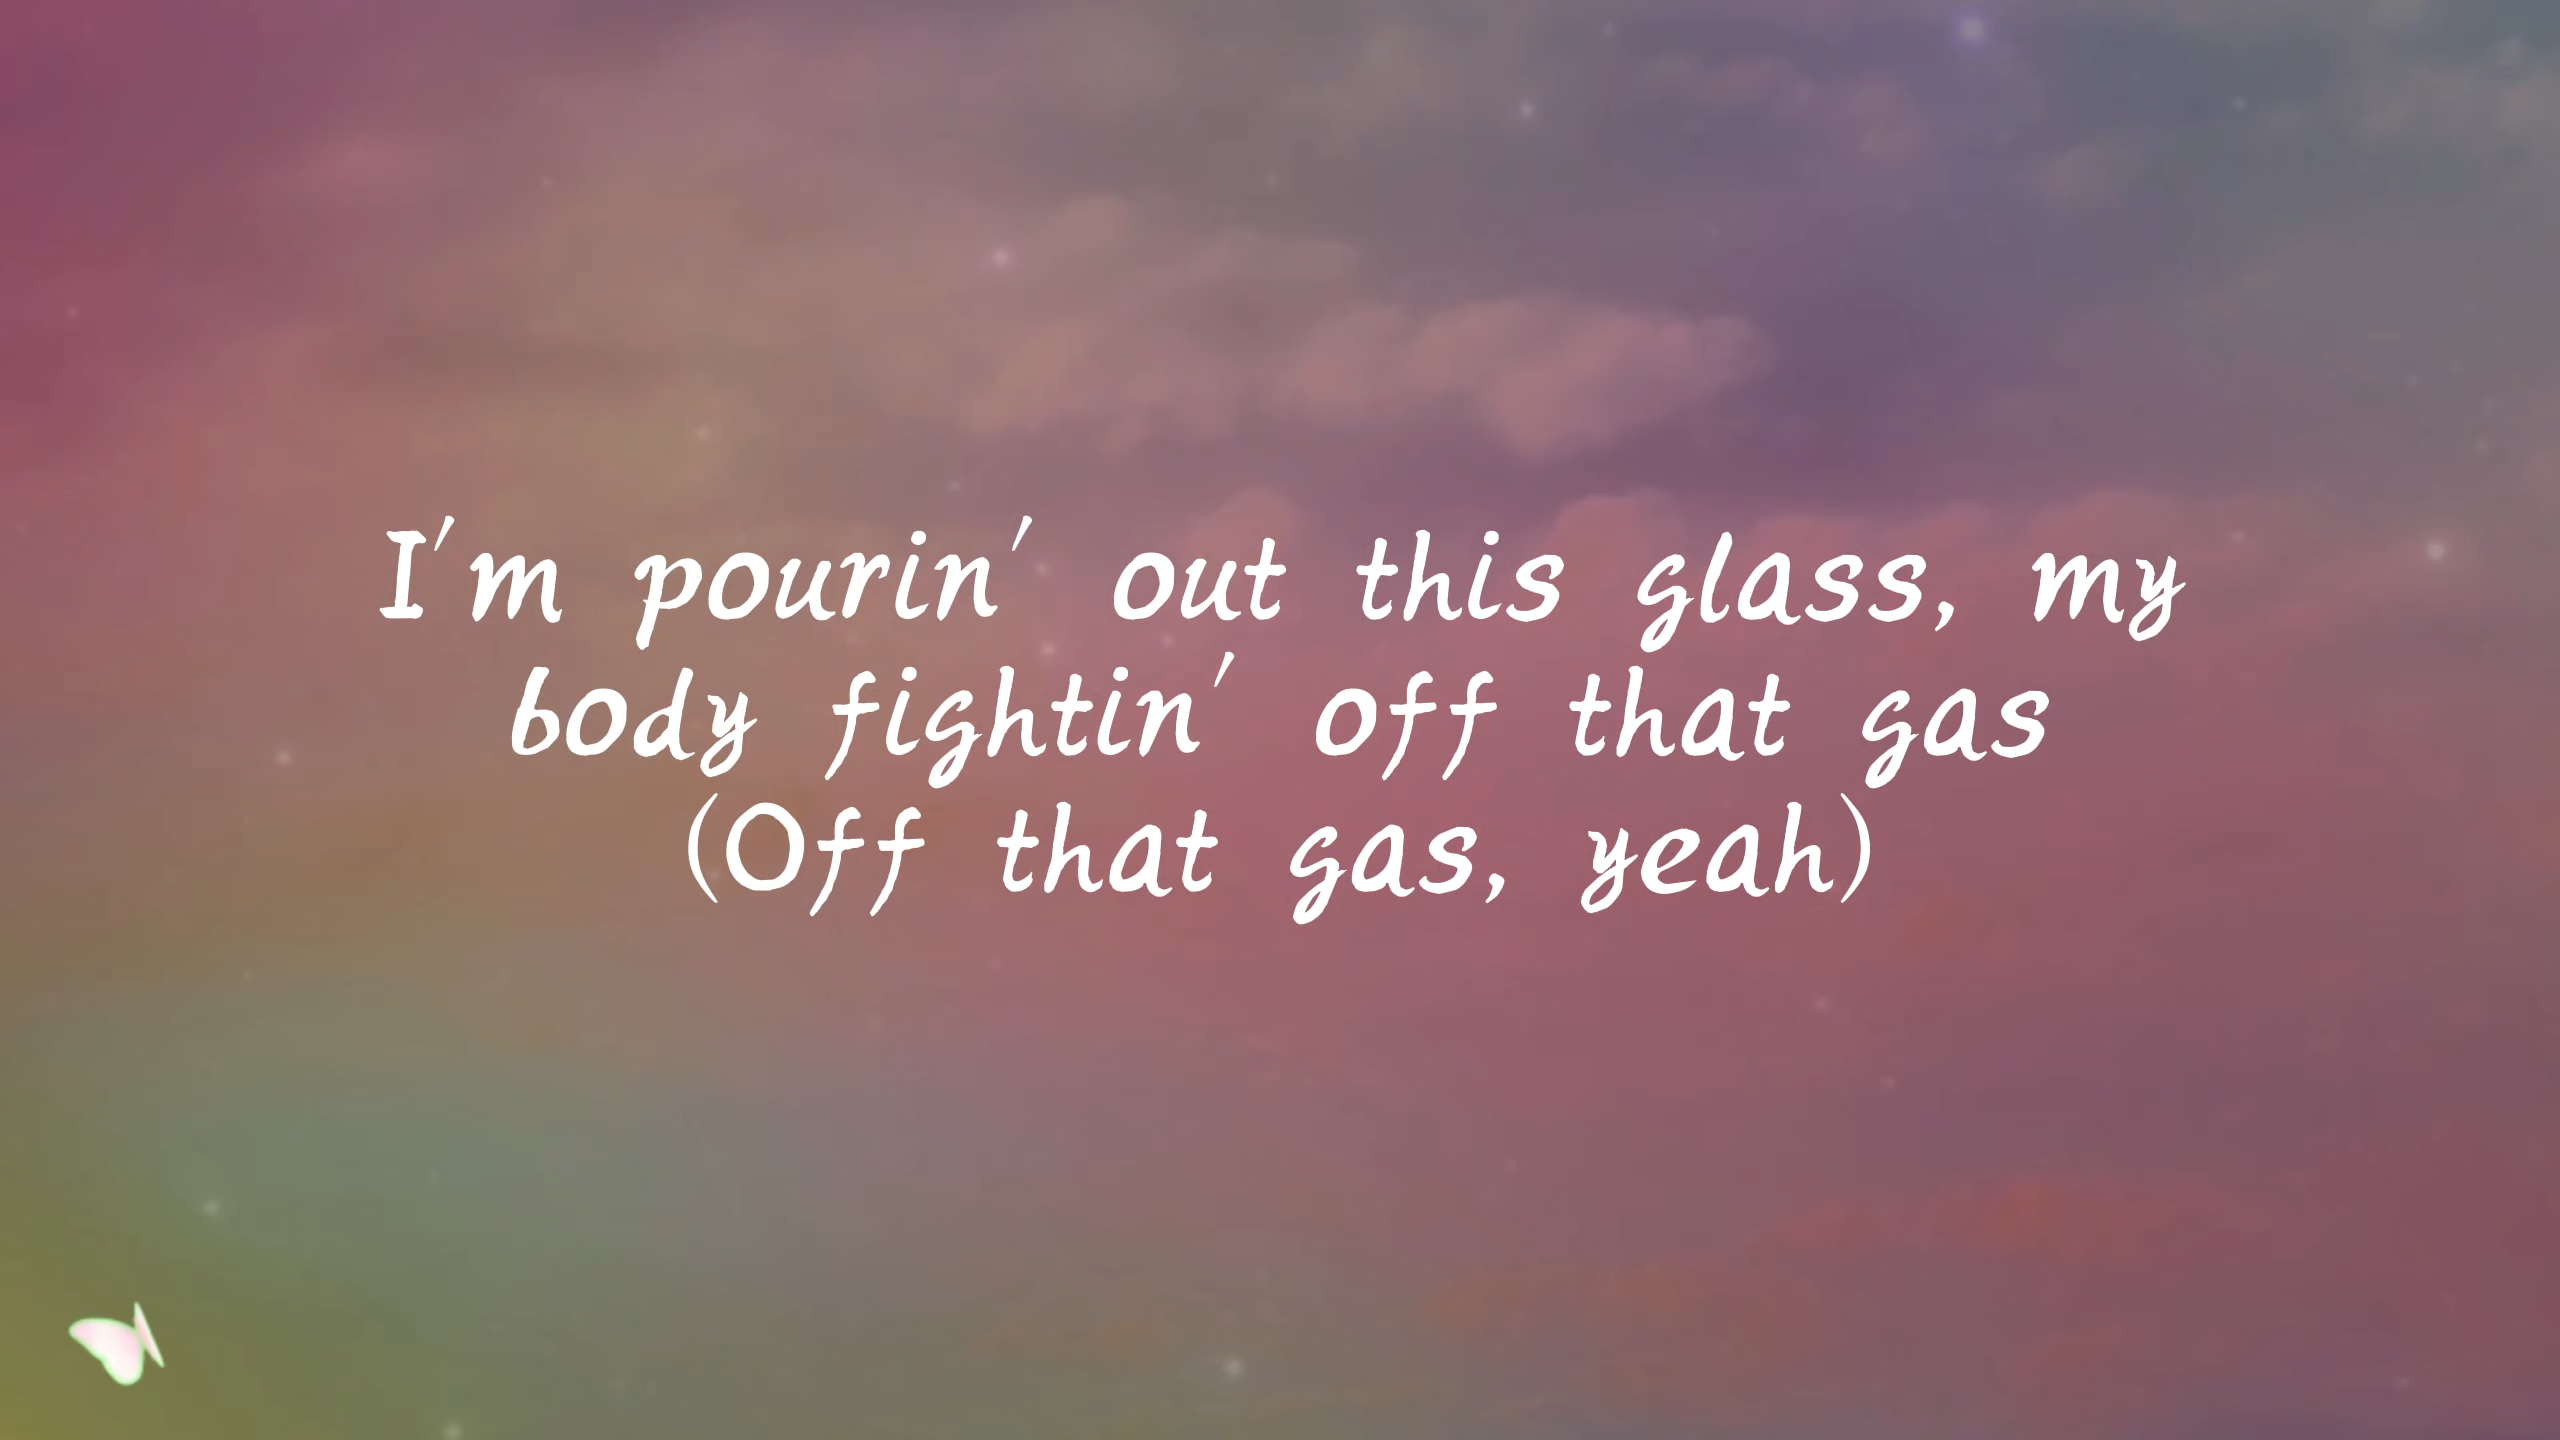 I'm pourin' out this glass, my
body fightin' off that gas
(Off that gas, yeah)